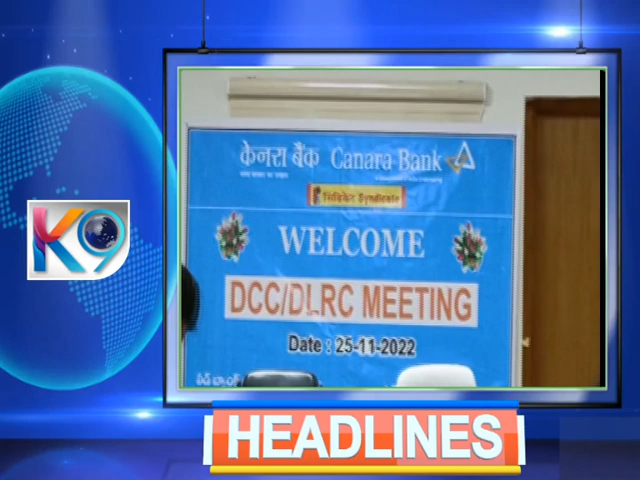 केनरा बैंक Canara Bank
सिंडिकेट Syndicate
WELCOME
DCC/DLRC MEETING
Date : 25-11-2022
లీడ్ బ్యాంక్
K9
HEADLINES